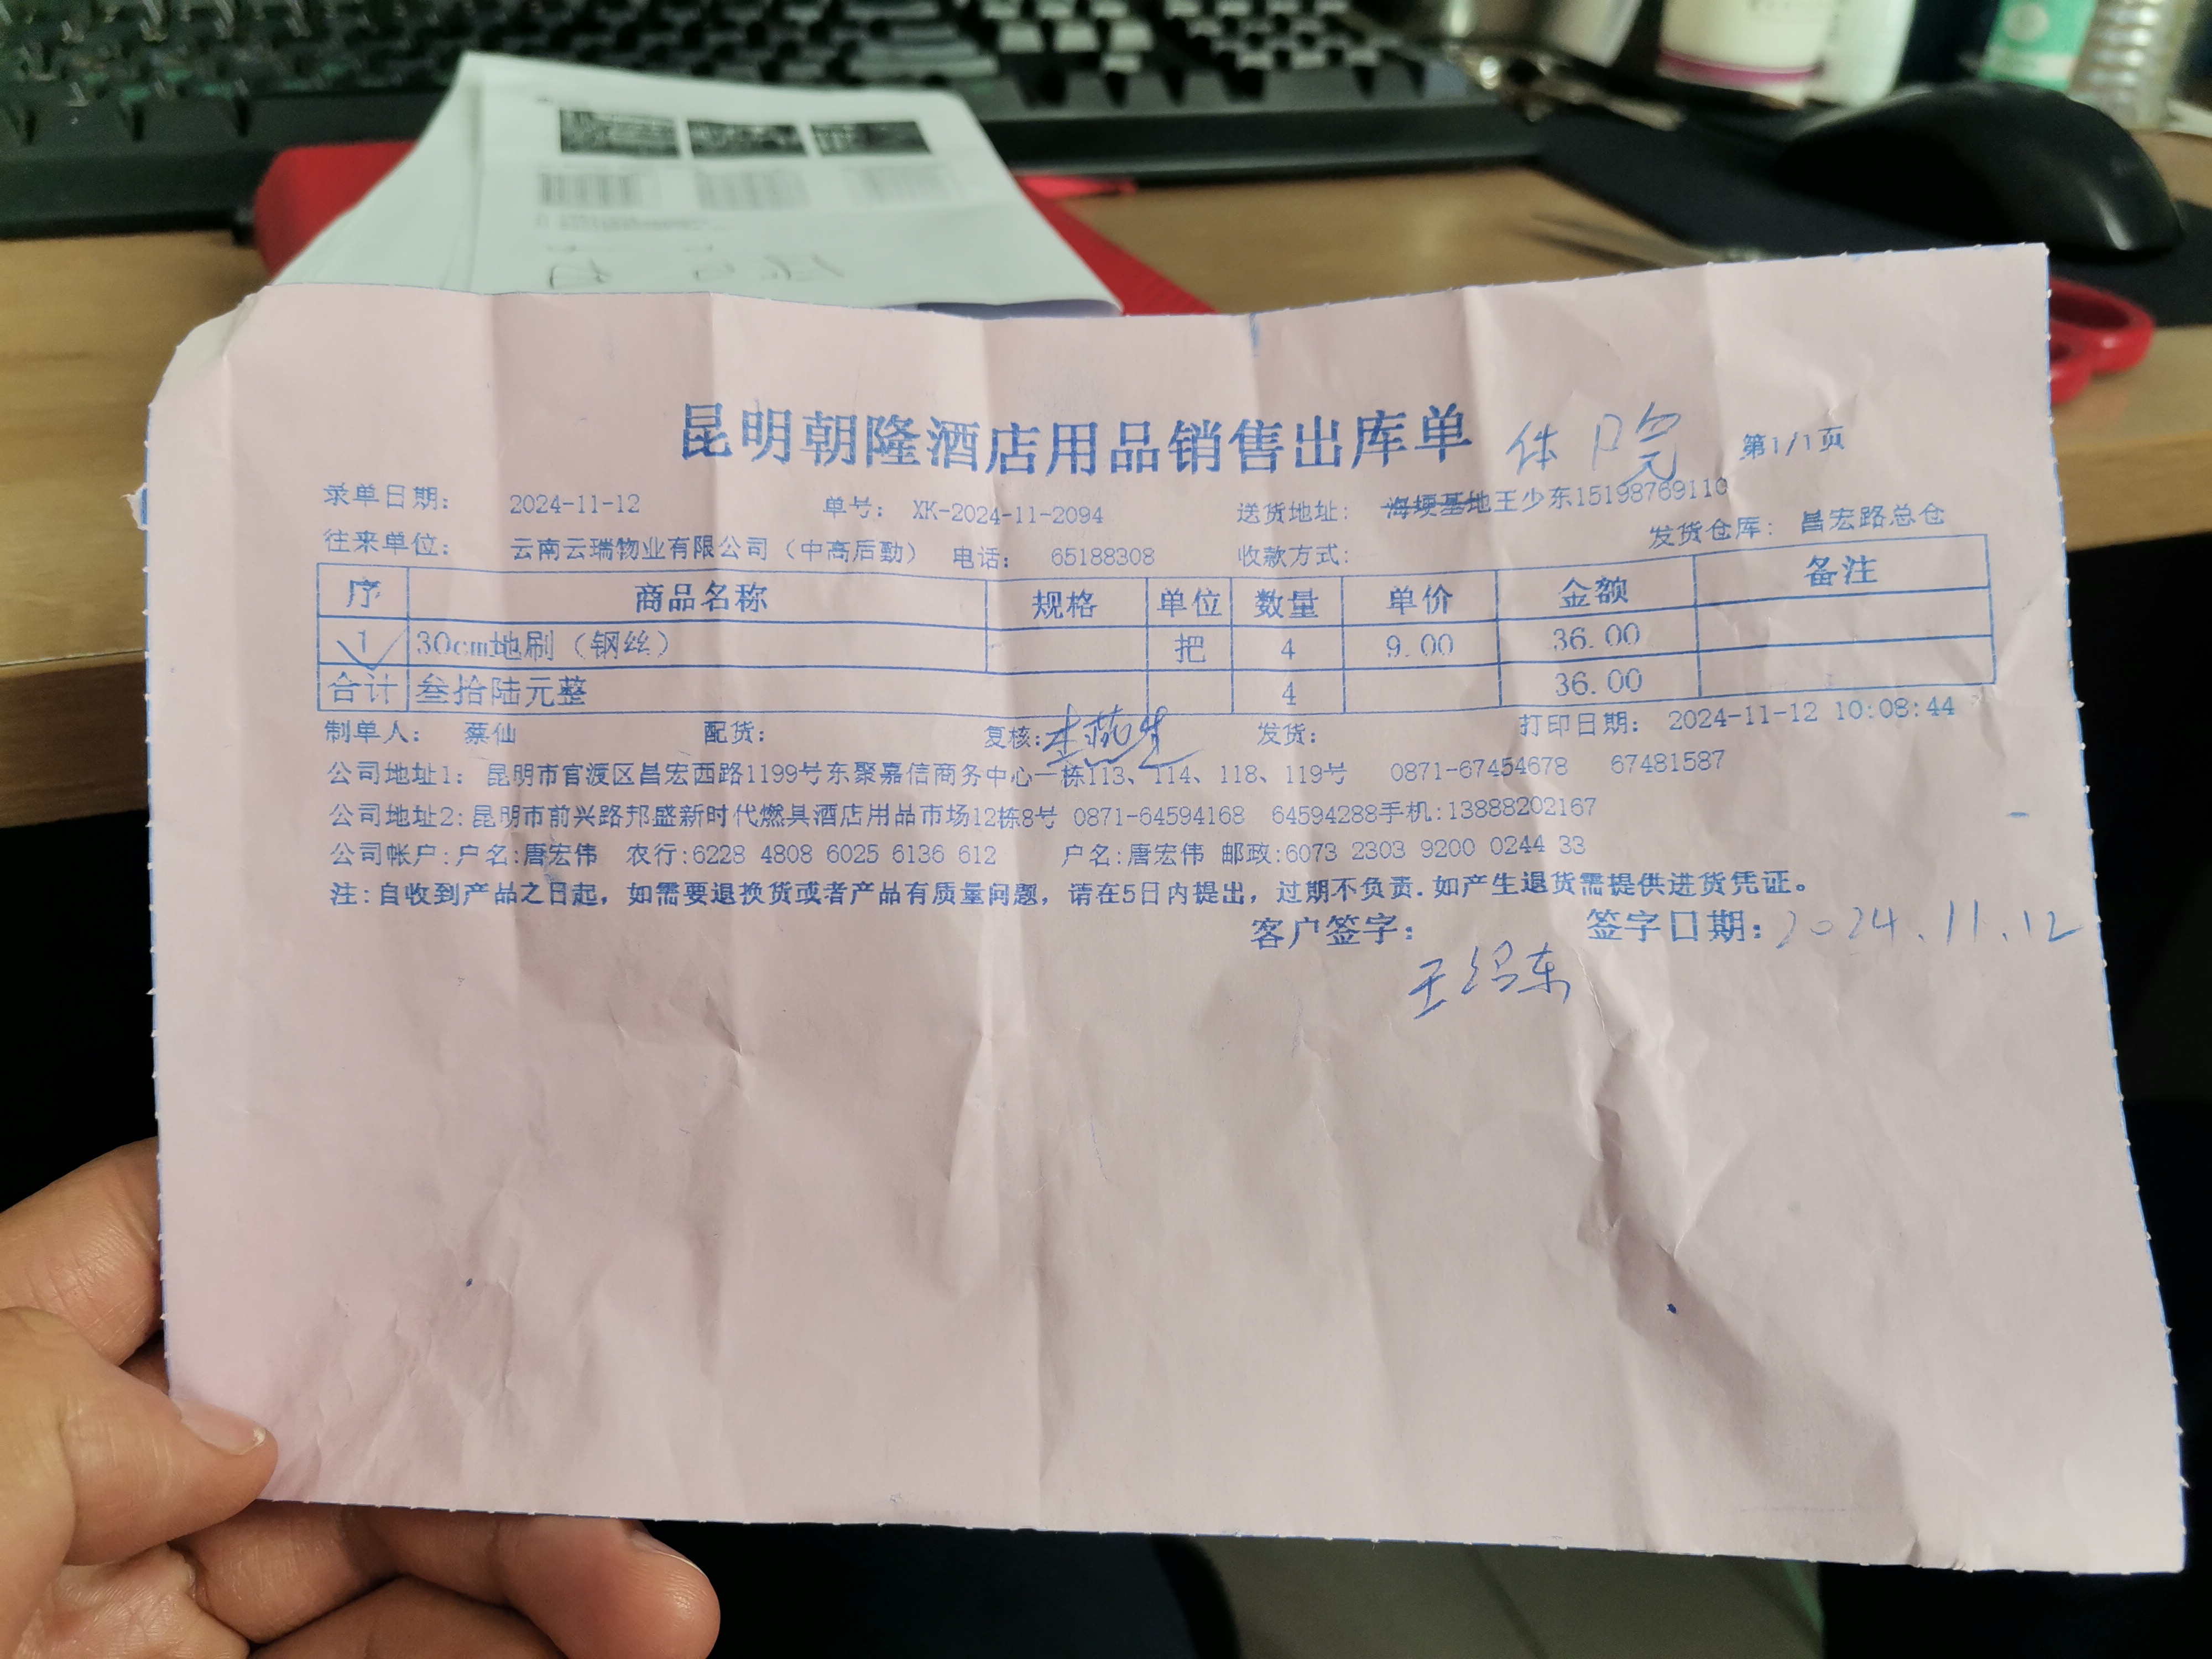 昆明朝隆酒店用品销售出库单 体院 第1/1页
录单日期： 2024-11-12 单号： XK-2024-11-2094 送货地址： 海埂基地王少东15198769110
往来单位： 云南云瑞物业有限公司（中高后勤） 电话： 65188308 收款方式： 发货仓库： 昌宏路总仓
序 商品名称 规格 单位 数量 单价 金额 备注
1 30cm地刷（钢丝） 把 4 9.00 36.00
合计 叁拾陆元整 4 36.00
制单人： 蔡仙 配货： 复核: 发货： 打印日期： 2024-11-12 10:08:44
公司地址1： 昆明市官渡区昌宏西路1199号东聚嘉信商务中心一栋113、114、118、119号 0871-67454678 67481587
公司地址2:昆明市前兴路邦盛新时代燃具酒店用品市场12栋8号 0871-64594168 64594288手机:13888202167
公司帐户:户名:唐宏伟 农行:6228 4808 6025 6136 612 户名:唐宏伟 邮政:6073 2303 9200 0244 33
注:自收到产品之日起，如需要退换货或者产品有质量问题，请在5日内提出，过期不负责.如产生退货需提供进货凭证。
客户签字： 签字日期：2024.11.12
王绍东